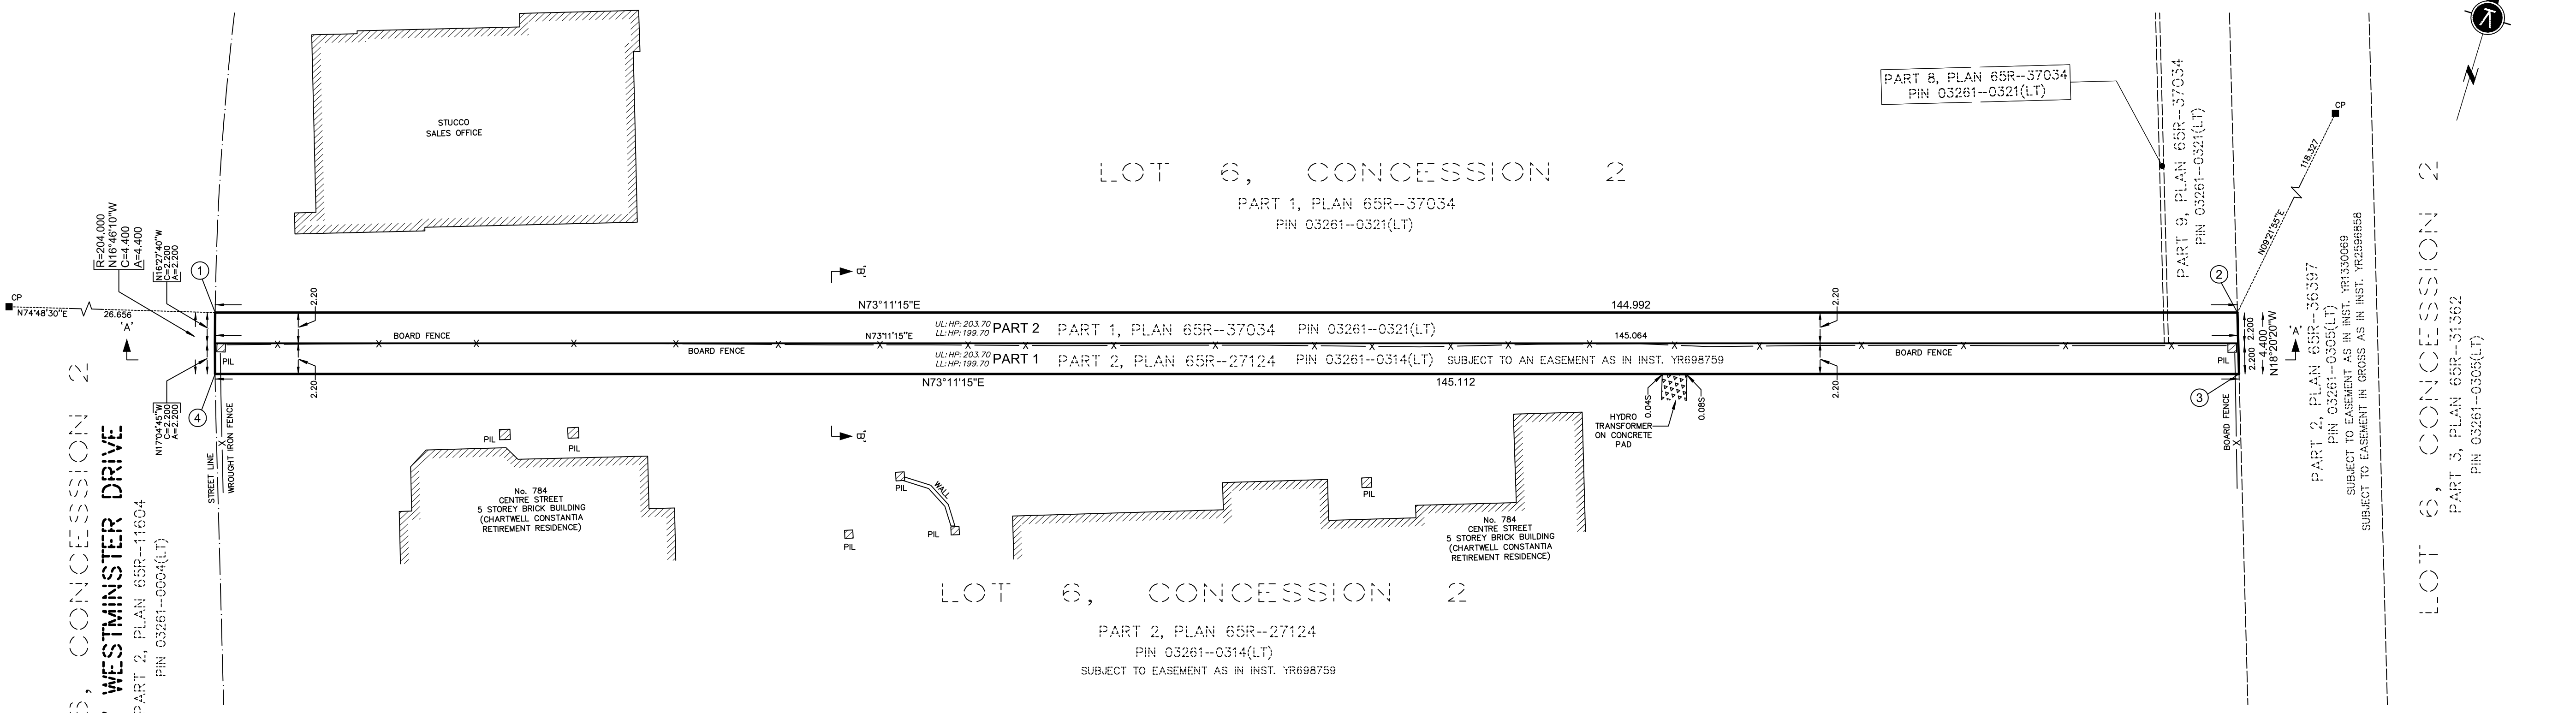 STUCCO
SALES OFFICE
PART 8, PLAN 65R--37034
PIN 03261--0321(LT)
PART 9, PLAN 65R--37034
PIN 03261--0321(LT)
N
CP
118.327
N09°21'55"E
LOT 6, CONCESSION 2
PART 1, PLAN 65R--37034
PIN 03261--0321(LT)
R=204.000
N16°46'10"W
C=4.400
A=4.400
N16°27'40"W
C=2.200
A=2.200
1
2
'B'
CP
N74°48'30"E
26.656
'A'
2.20
N73°11'15"E
144.992
2.20
BOARD FENCE
N73°11'15"E
UL: HP: 203.70
LL: HP: 199.70
PART 2
PART 1, PLAN 65R--37034
PIN 03261--0321(LT)
145.064
BOARD FENCE
UL: HP: 203.70
LL: HP: 199.70
PART 1
PART 2, PLAN 65R--27124
PIN 03261--0314(LT)
SUBJECT TO AN EASEMENT AS IN INST. YR698759
BOARD FENCE
PIL
PIL
2.200
2.200
4.400
N18°20'20"W
'A'
2.20
N73°11'15"E
145.112
2.20
N17°04'45"W
C=2.200
A=2.200
4
3
0.04S
0.08S
HYDRO
TRANSFORMER
ON CONCRETE
PAD
STREET LINE
WROUGHT IRON FENCE
BOARD FENCE
'B'
PIL
PIL
No. 784
CENTRE STREET
5 STOREY BRICK BUILDING
(CHARTWELL CONSTANTIA
RETIREMENT RESIDENCE)
PIL
WALL
PIL
PIL
PIL
No. 784
CENTRE STREET
5 STOREY BRICK BUILDING
(CHARTWELL CONSTANTIA
RETIREMENT RESIDENCE)
LOT 6, CONCESSION 2
PART 2, PLAN 65R--27124
PIN 03261--0314(LT)
SUBJECT TO EASEMENT AS IN INST. YR698759
6, CONCESSION 2
WESTMINSTER DRIVE
PART 2, PLAN 65R--11604
PIN 03261--0004(LT)
PART 2, PLAN 65R--36397
PIN 03261--0305(LT)
SUBJECT TO EASEMENT AS IN INST. YR1330069
SUBJECT TO EASEMENT IN GROSS AS IN INST. YR2596858
LOT 6, CONCESSION 2
PART 3, PLAN 65R--31362
PIN 03261--0305(LT)